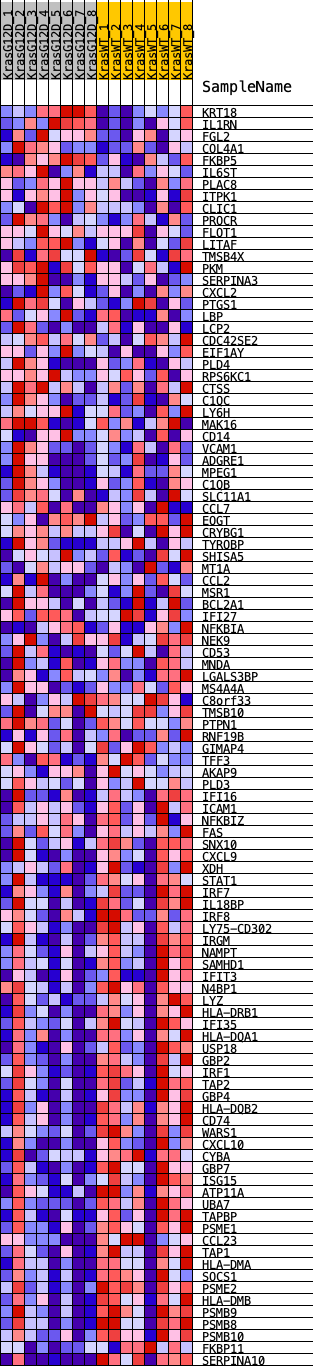 KrasG12D_1
KrasG12D_2
KrasG12D_3
KrasG12D_4
KrasG12D_5
KrasG12D_6
KrasG12D_7
KrasG12D_8
KrasWT_1
KrasWT_2
KrasWT_3
KrasWT_4
KrasWT_5
KrasWT_6
KrasWT_7
KrasWT_8
SampleName
KRT18
IL1RN
FGL2
COL4A1
FKBP5
IL6ST
PLAC8
ITPK1
CLIC1
PROCR
FLOT1
LITAF
TMSB4X
PKM
SERPINA3
CXCL2
PTGS1
LBP
LCP2
CDC42SE2
EIF1AY
PLD4
RPS6KC1
CTSS
C1QC
LY6H
MAK16
CD14
VCAM1
ADGRE1
MPEG1
C1QB
SLC11A1
CCL7
EOGT
CRYBG1
TYROBP
SHISA5
MT1A
CCL2
MSR1
BCL2A1
IFI27
NFKBIA
NEK9
CD53
MNDA
LGALS3BP
MS4A4A
C8orf33
TMSB10
PTPN1
RNF19B
GIMAP4
TFF3
AKAP9
PLD3
IFI16
ICAM1
NFKBIZ
FAS
SNX10
CXCL9
XDH
STAT1
IRF7
IL18BP
IRF8
LY75-CD302
IRGM
NAMPT
SAMHD1
IFIT3
N4BP1
LYZ
HLA-DRB1
IFI35
HLA-DQA1
USP18
GBP2
IRF1
TAP2
GBP4
HLA-DOB2
CD74
WARS1
CXCL10
CYBA
GBP7
ISG15
ATP11A
UBA7
TAPBP
PSME1
CCL23
TAP1
HLA-DMA
SOCS1
PSME2
HLA-DMB
PSMB9
PSMB8
PSMB10
FKBP11
SERPINA10